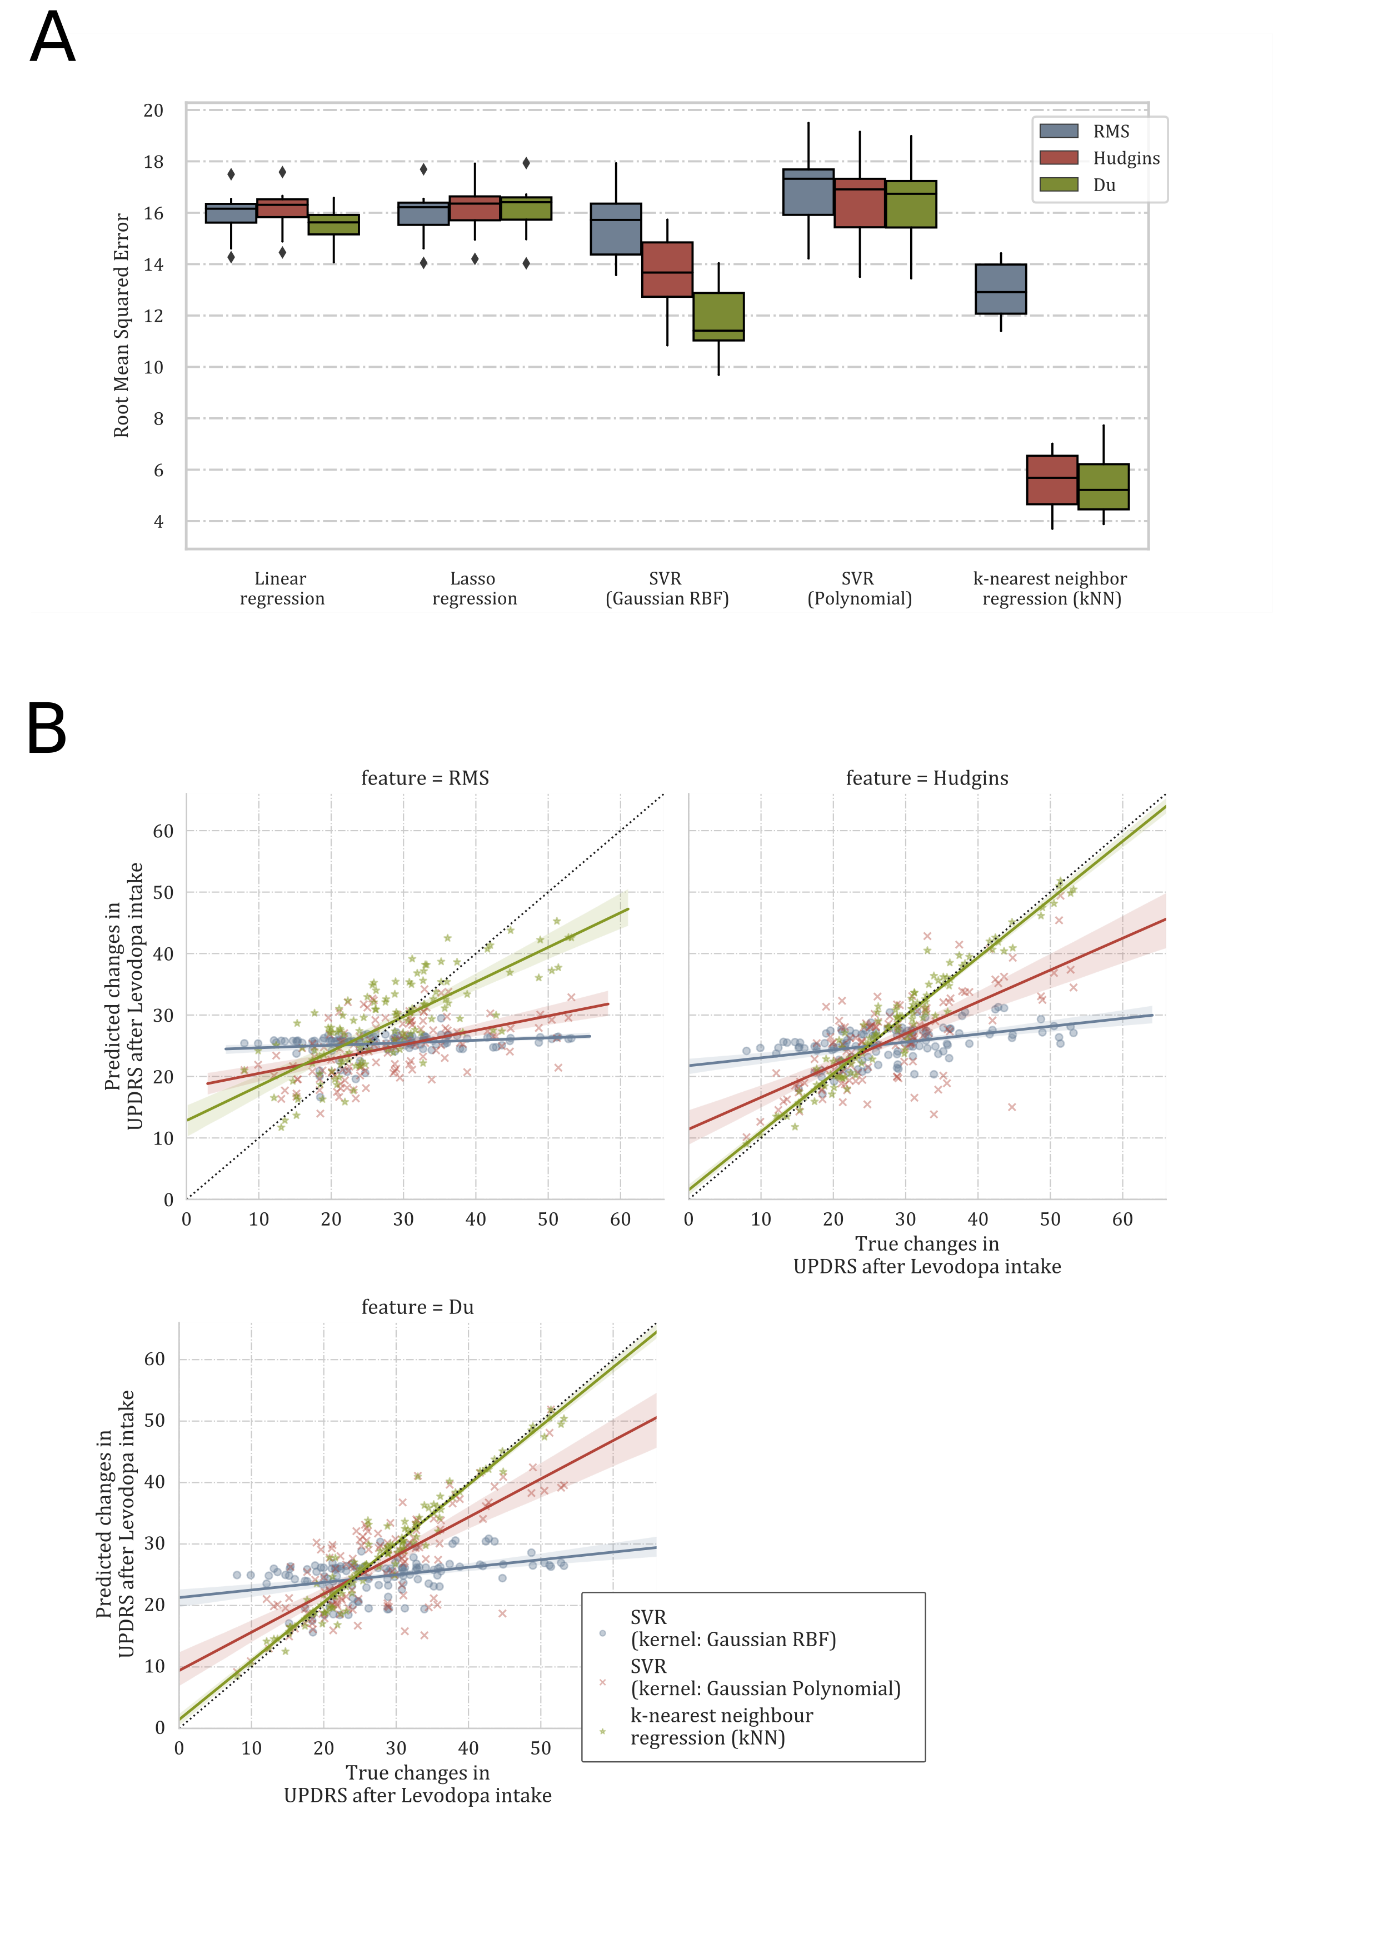 A
20
18
16
14
12
10
8
6
4
Root Mean Squared Error
RMS
Hudgins
Du
Linear
regression
Lasso
regression
SVR
(Gaussian RBF)
SVR
(Polynomial)
k-nearest neighbor
regression (kNN)
B
feature = RMS
Predicted changes in
UPDRS after Levodopa intake
60
50
40
30
20
10
0
0 10 20 30 40 50 60
feature = Hudgins
0 10 20 30 40 50 60
True changes in
UPDRS after Levodopa intake
feature = Du
Predicted changes in
UPDRS after Levodopa intake
60
50
40
30
20
10
0
0 10 20 30 40 50
True changes in
UPDRS after Levodopa intake
SVR
(kernel: Gaussian RBF)
SVR
(kernel: Gaussian Polynomial)
k-nearest neighbour
regression (kNN)